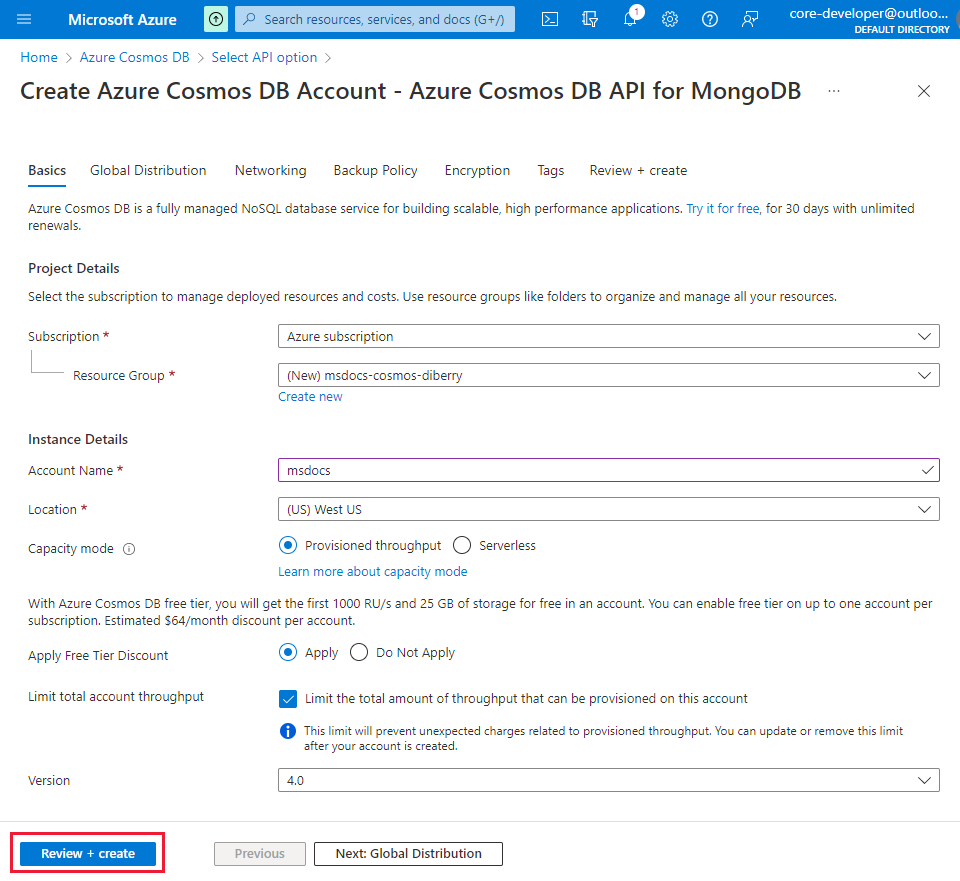 Microsoft Azure
Search resources, services, and docs (G+/)
1
core-developer@outloo...
DEFAULT DIRECTORY
Home > Azure Cosmos DB > Select API option >
Create Azure Cosmos DB Account - Azure Cosmos DB API for MongoDB ...
Basics Global Distribution Networking Backup Policy Encryption Tags Review + create
Azure Cosmos DB is a fully managed NoSQL database service for building scalable, high performance applications. Try it for free, for 30 days with unlimited
renewals.
Project Details
Select the subscription to manage deployed resources and costs. Use resource groups like folders to organize and manage all your resources.
Subscription * Azure subscription
Resource Group * (New) msdocs-cosmos-diberry
Create new
Instance Details
Account Name * msdocs
Location * (US) West US
Capacity mode Provisioned throughput Serverless
Learn more about capacity mode
With Azure Cosmos DB free tier, you will get the first 1000 RU/s and 25 GB of storage for free in an account. You can enable free tier on up to one account per
subscription. Estimated $64/month discount per account.
Apply Free Tier Discount Apply Do Not Apply
Limit total account throughput Limit the total amount of throughput that can be provisioned on this account
This limit will prevent unexpected charges related to provisioned throughput. You can update or remove this limit
after your account is created.
Version 4.0
Review + create Previous Next: Global Distribution